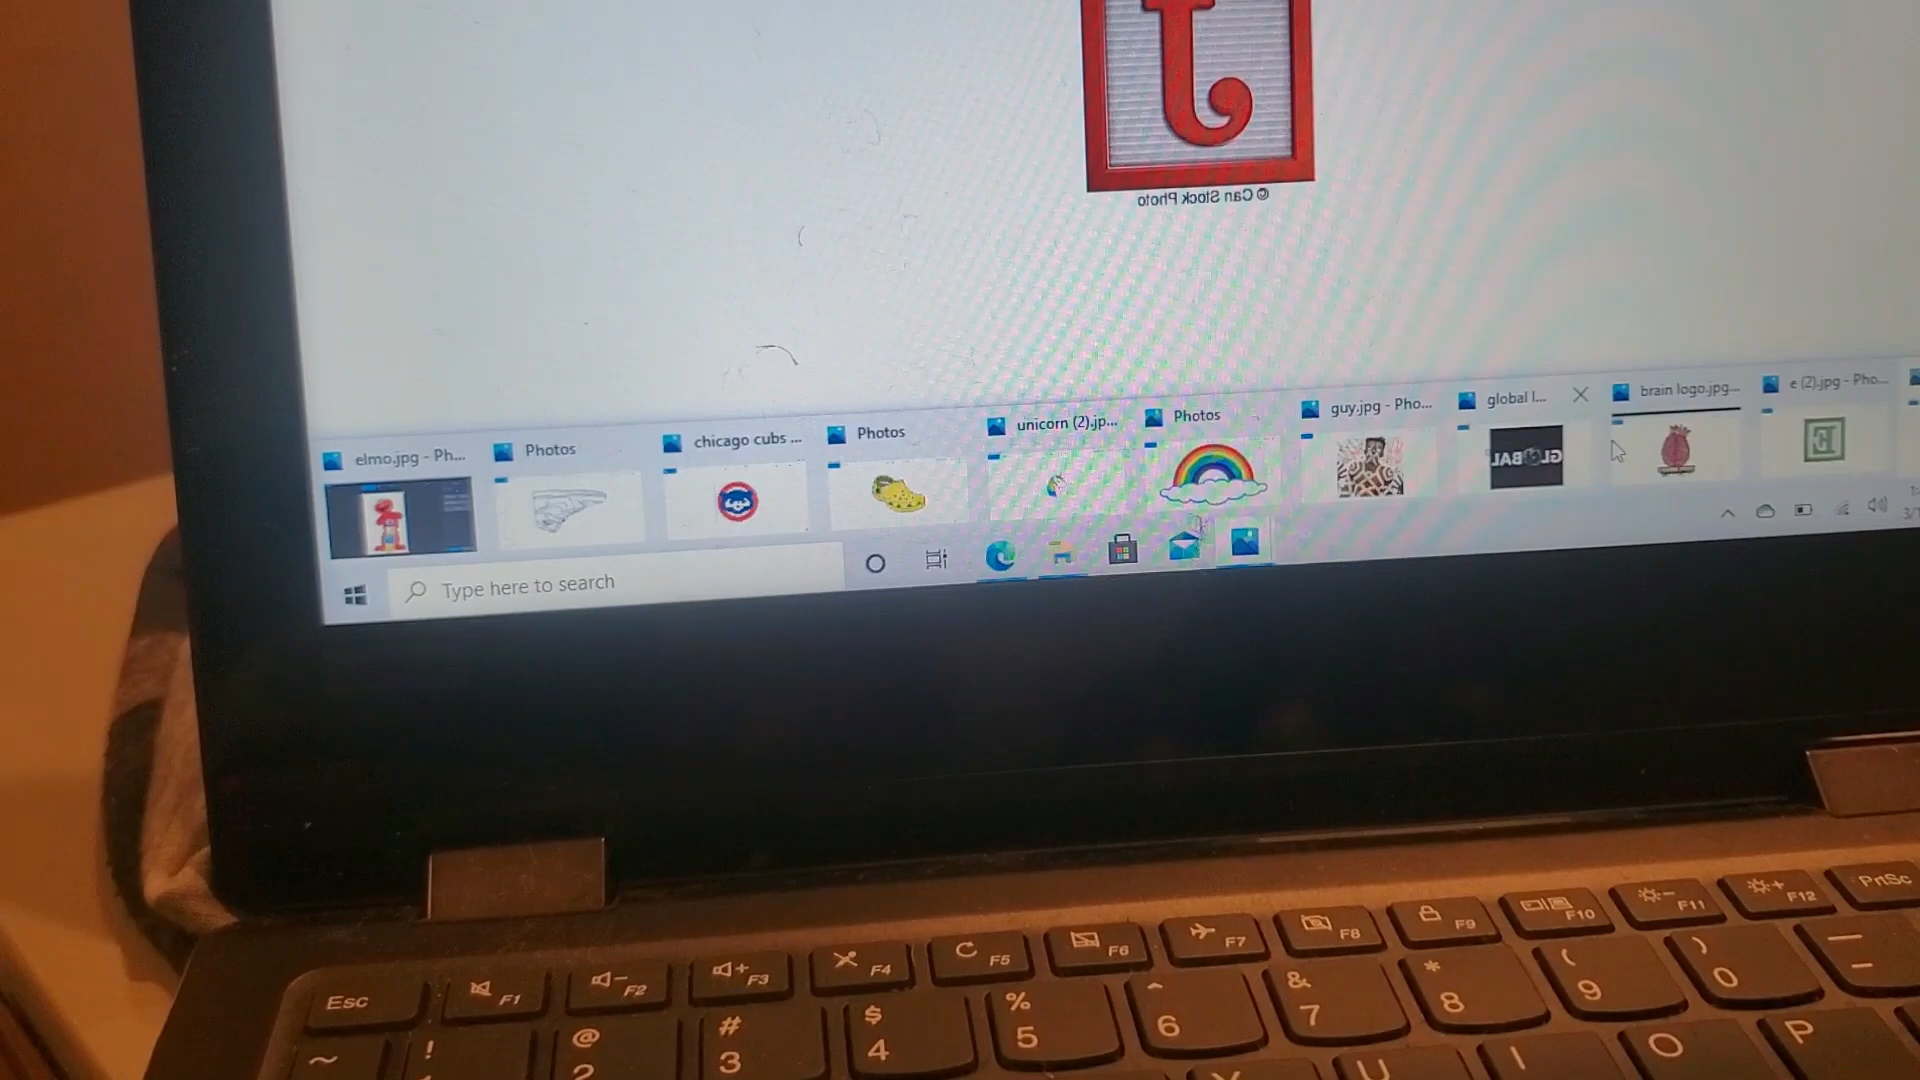 t
© Can Stock Photo
elmo.jpg - Ph...
Photos
chicago cubs ...
Photos
unicorn (2).jp...
Photos
guy.jpg - Pho...
global l...
brain logo.jpg...
e (2).jpg - Pho...
GLOBAL
E
Type here to search
Esc
F1
F2
F3
F4
F5
F6
F7
F8
F9
F10
F11
F12
PrtSc
~
!
@
2
#
3
$
4
%
5
^
6
&
7
*
8
(
9
)
0
U
I
O
P